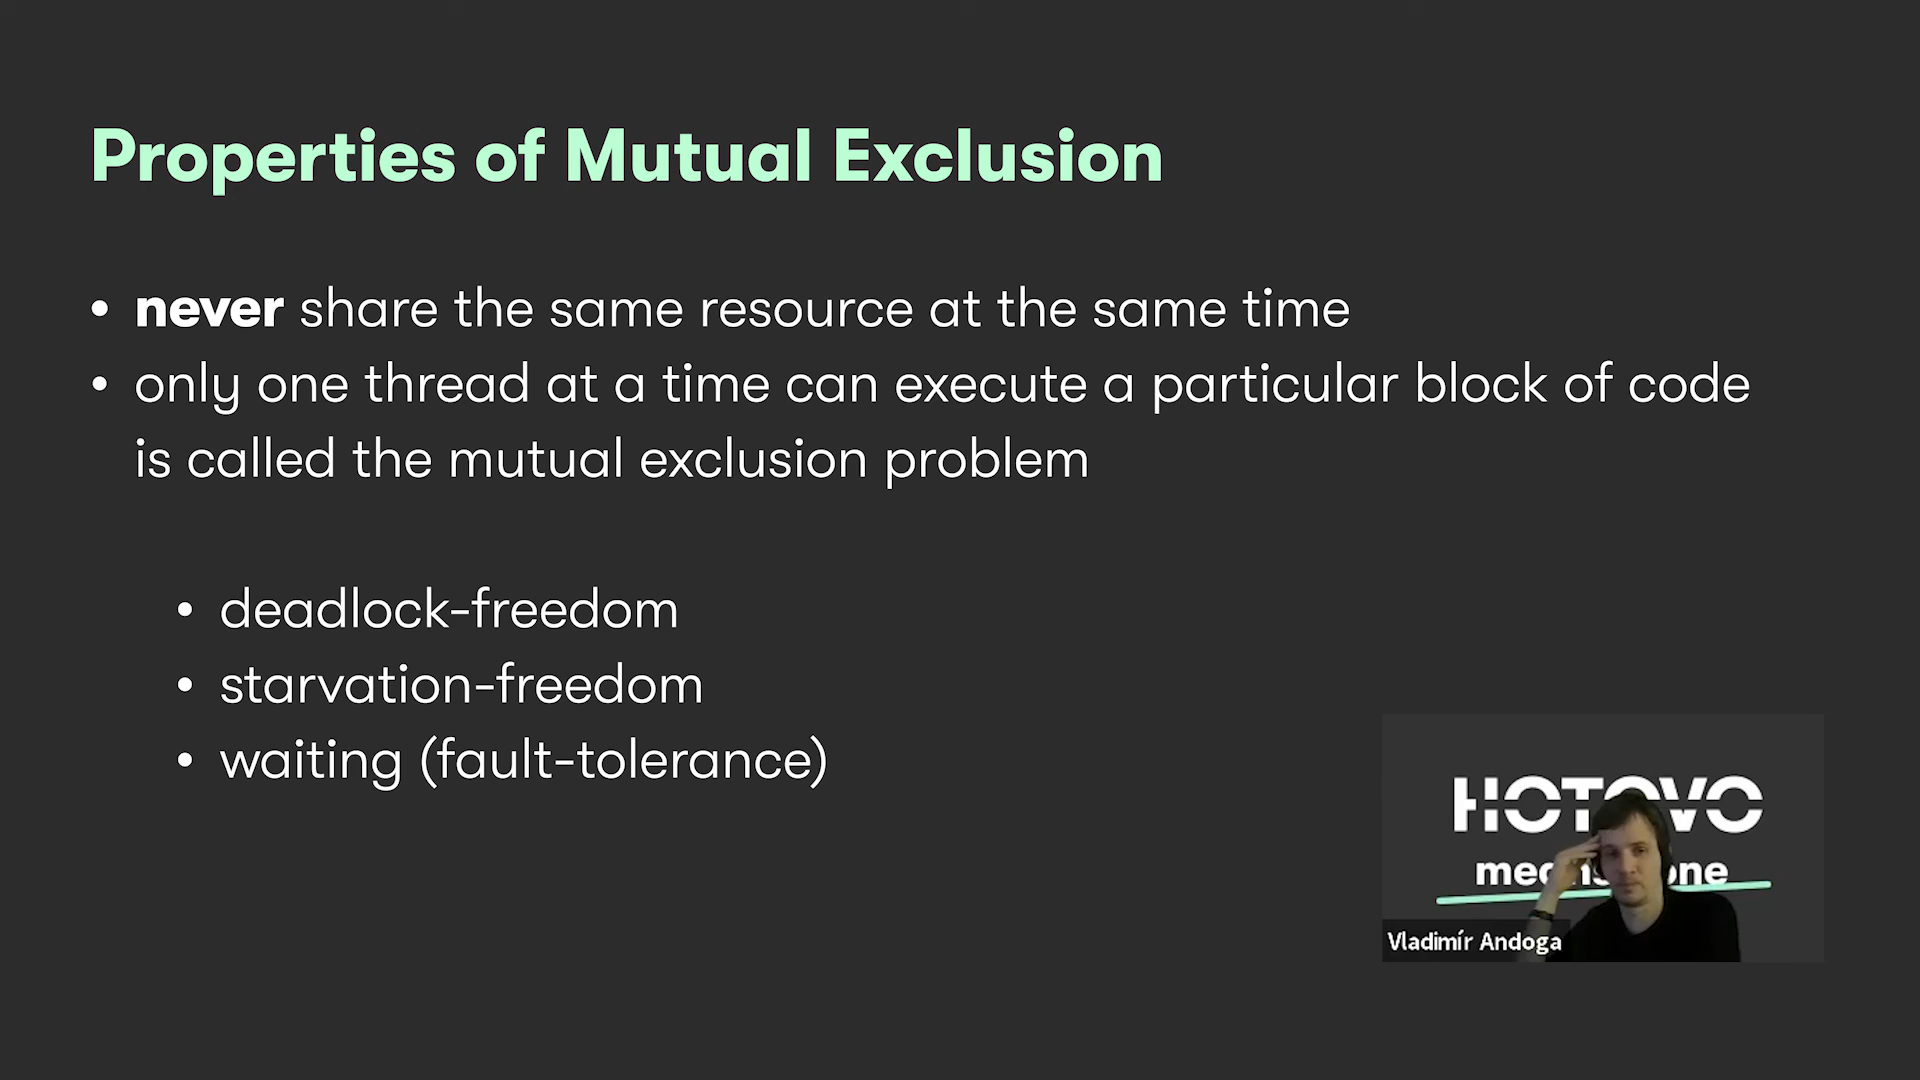 Properties of Mutual Exclusion
• never share the same resource at the same time
• only one thread at a time can execute a particular block of code
is called the mutual exclusion problem
• deadlock-freedom
• starvation-freedom
• waiting (fault-tolerance)
HOTOVO
Vladimír Andoga